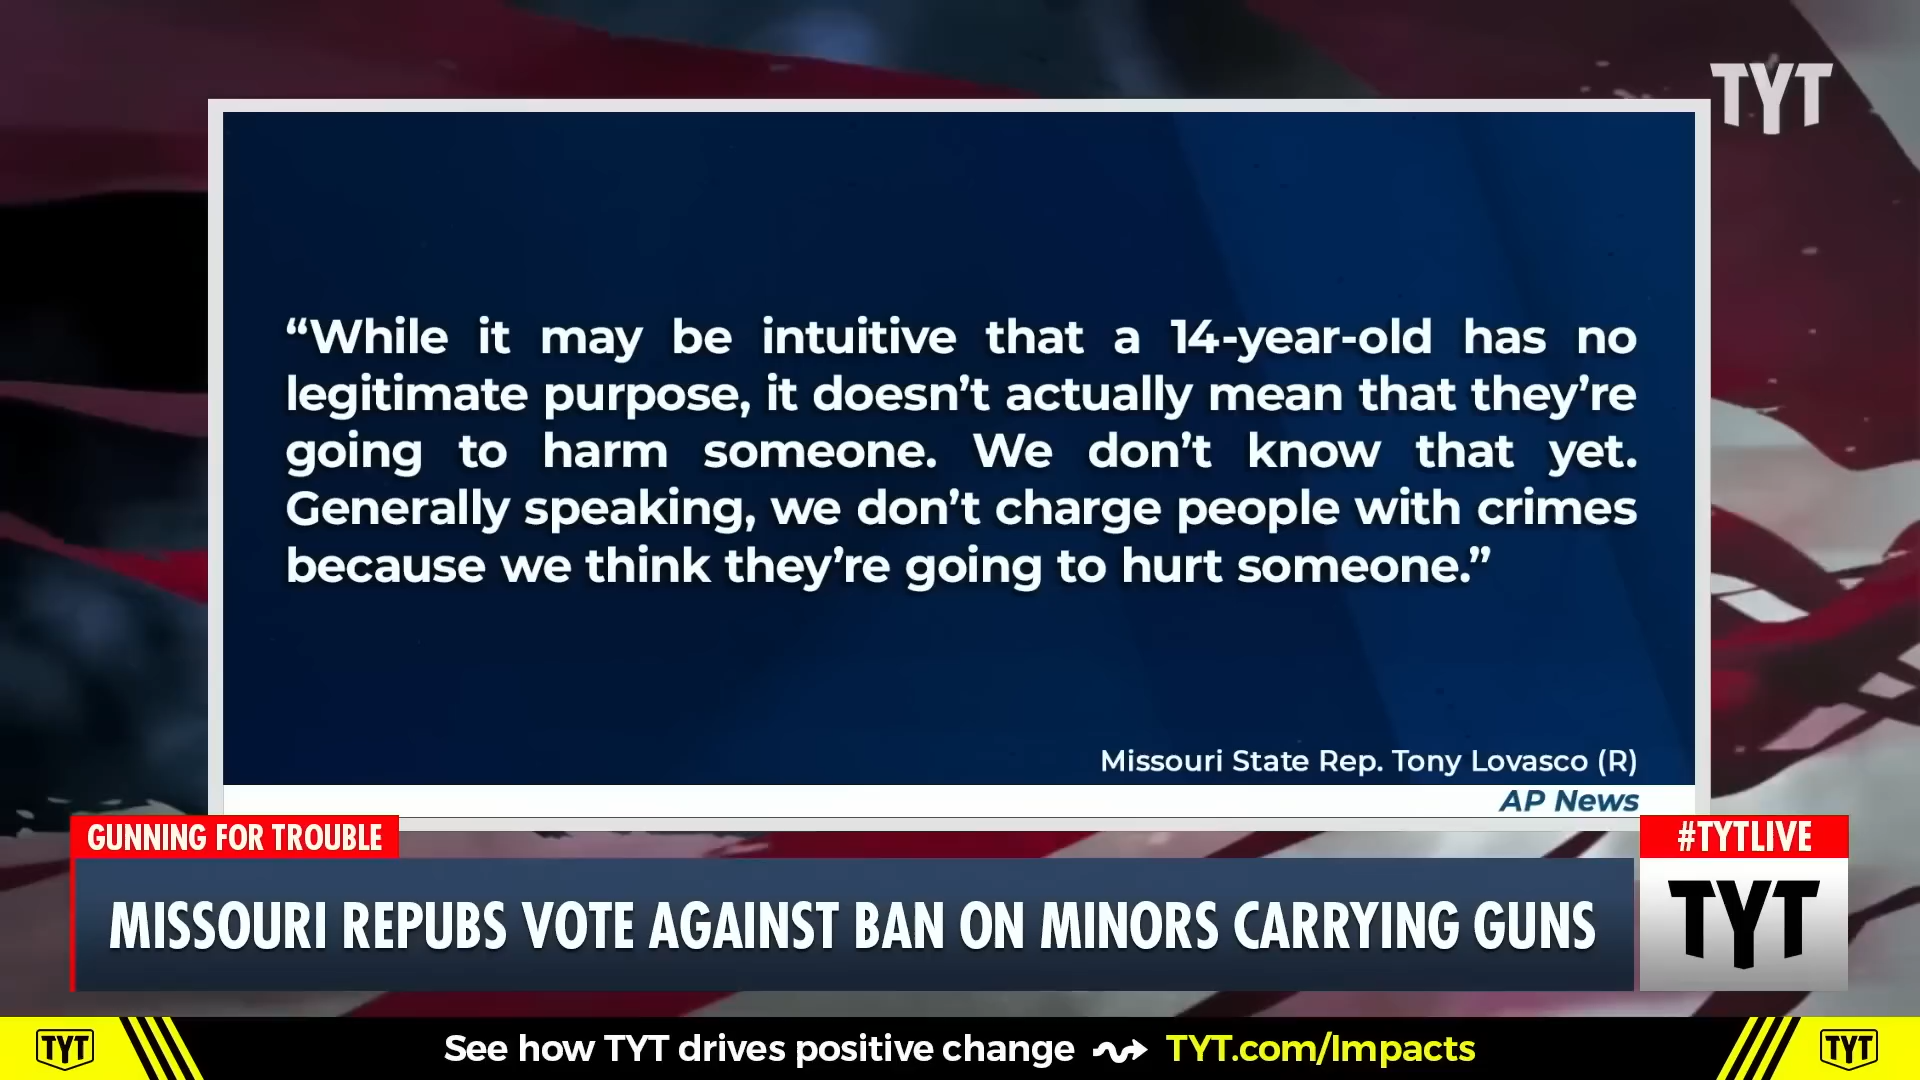 TYT
“While it may be intuitive that a 14-year-old has no
legitimate purpose, it doesn’t actually mean that they’re
going to harm someone. We don’t know that yet.
Generally speaking, we don’t charge people with crimes
because we think they’re going to hurt someone.”
Missouri State Rep. Tony Lovasco (R)
AP News
GUNNING FOR TROUBLE
#TYTLIVE
MISSOURI REPUBS VOTE AGAINST BAN ON MINORS CARRYING GUNS
TYT
TYT
See how TYT drives positive change
TYT.com/Impacts
TYT